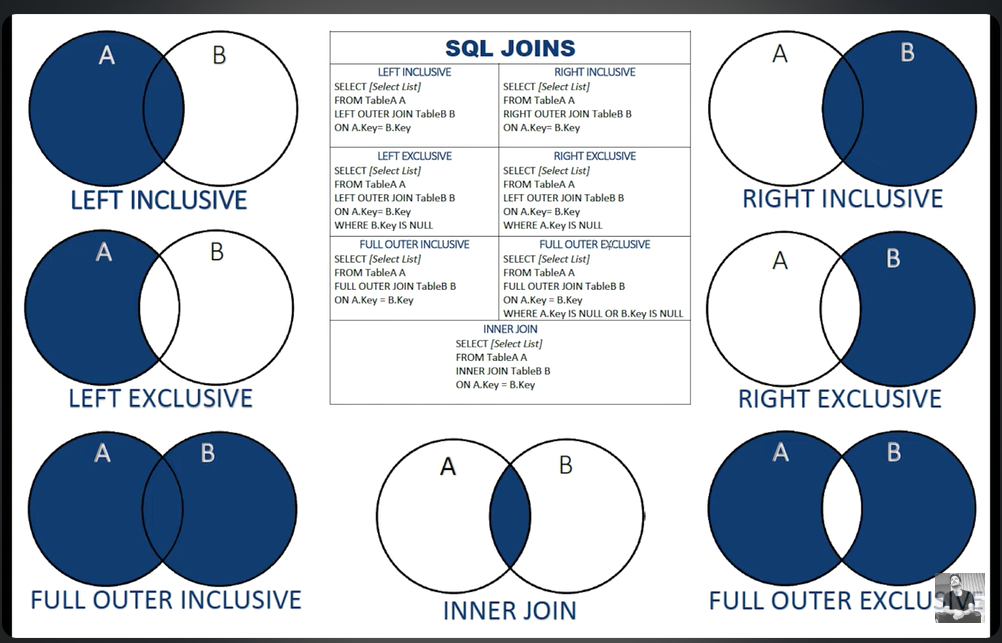 A B
LEFT INCLUSIVE
A B
LEFT EXCLUSIVE
A B
FULL OUTER INCLUSIVE
SQL JOINS
LEFT INCLUSIVE
SELECT [Select List]
FROM TableA A
LEFT OUTER JOIN TableB B
ON A.Key= B.Key
RIGHT INCLUSIVE
SELECT [Select List]
FROM TableA A
RIGHT OUTER JOIN TableB B
ON A.Key= B.Key
LEFT EXCLUSIVE
SELECT [Select List]
FROM TableA A
LEFT OUTER JOIN TableB B
ON A.Key= B.Key
WHERE B.Key IS NULL
RIGHT EXCLUSIVE
SELECT [Select List]
FROM TableA A
LEFT OUTER JOIN TableB B
ON A.Key= B.Key
WHERE A.Key IS NULL
FULL OUTER INCLUSIVE
SELECT [Select List]
FROM TableA A
FULL OUTER JOIN TableB B
ON A.Key = B.Key
FULL OUTER EXCLUSIVE
SELECT [Select List]
FROM TableA A
FULL OUTER JOIN TableB B
ON A.Key = B.Key
WHERE A.Key IS NULL OR B.Key IS NULL
INNER JOIN
SELECT [Select List]
FROM TableA A
INNER JOIN TableB B
ON A.Key = B.Key
A B
INNER JOIN
A B
RIGHT INCLUSIVE
A B
RIGHT EXCLUSIVE
A B
FULL OUTER EXCLUSIVE